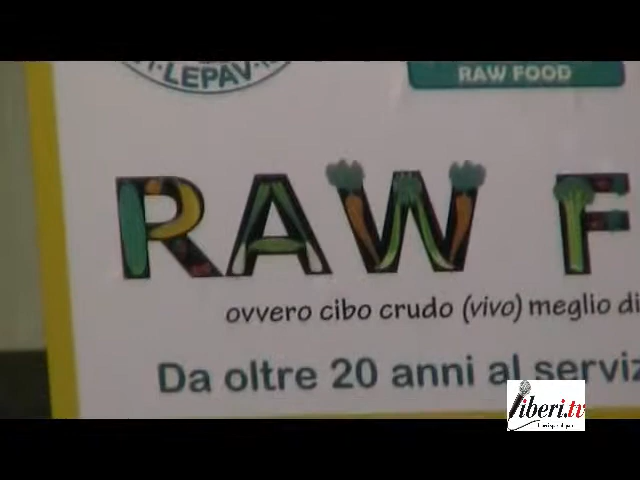 LEPAV
RAW FOOD
RAW F
ovvero cibo crudo (vivo) meglio di
Da oltre 20 anni al serviz
liberi.tv